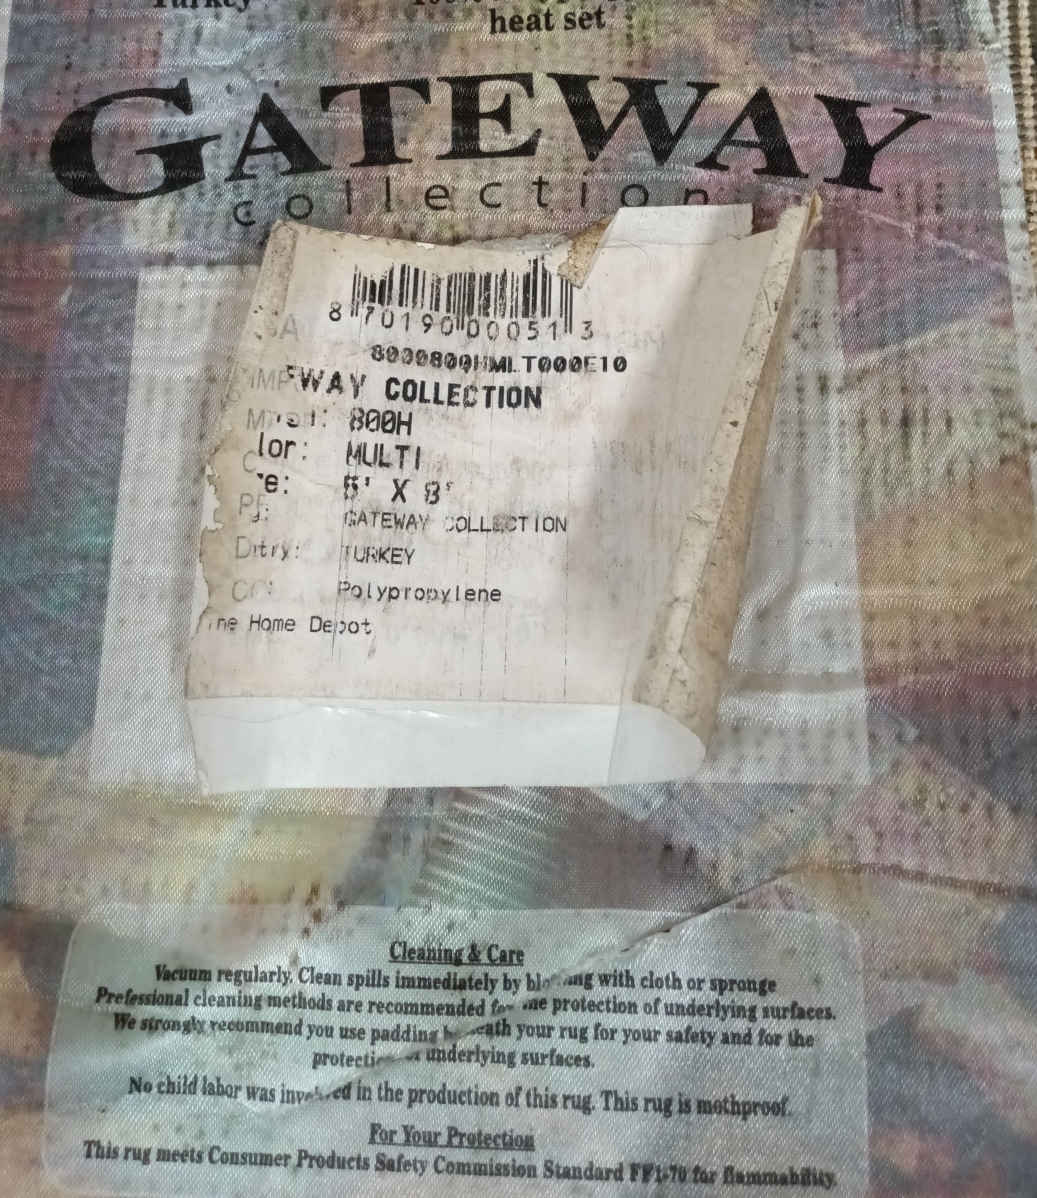 Turkey
heat set
GATEWAY
collection
8 70190 00051 3
WAY COLLECTION
800H
lor: MULTI
e: 5' X 8'
GATEWAY COLLECTION
TURKEY
Polypropylene
Home Depot
Cleaning & Care
Vacuum regularly. Clean spills immediately by with cloth or spronge
Prefessional cleaning methods are recommended protection of underlying surfaces.
We strongly recommend you use padding your rug for your safety and for the
underlying surfaces.
No child labor was in the production of this rug. This rug is mothproof.
For Your Protection
This rug meets Consumer Products Safety Commission Standard FF1-70 for flammability.